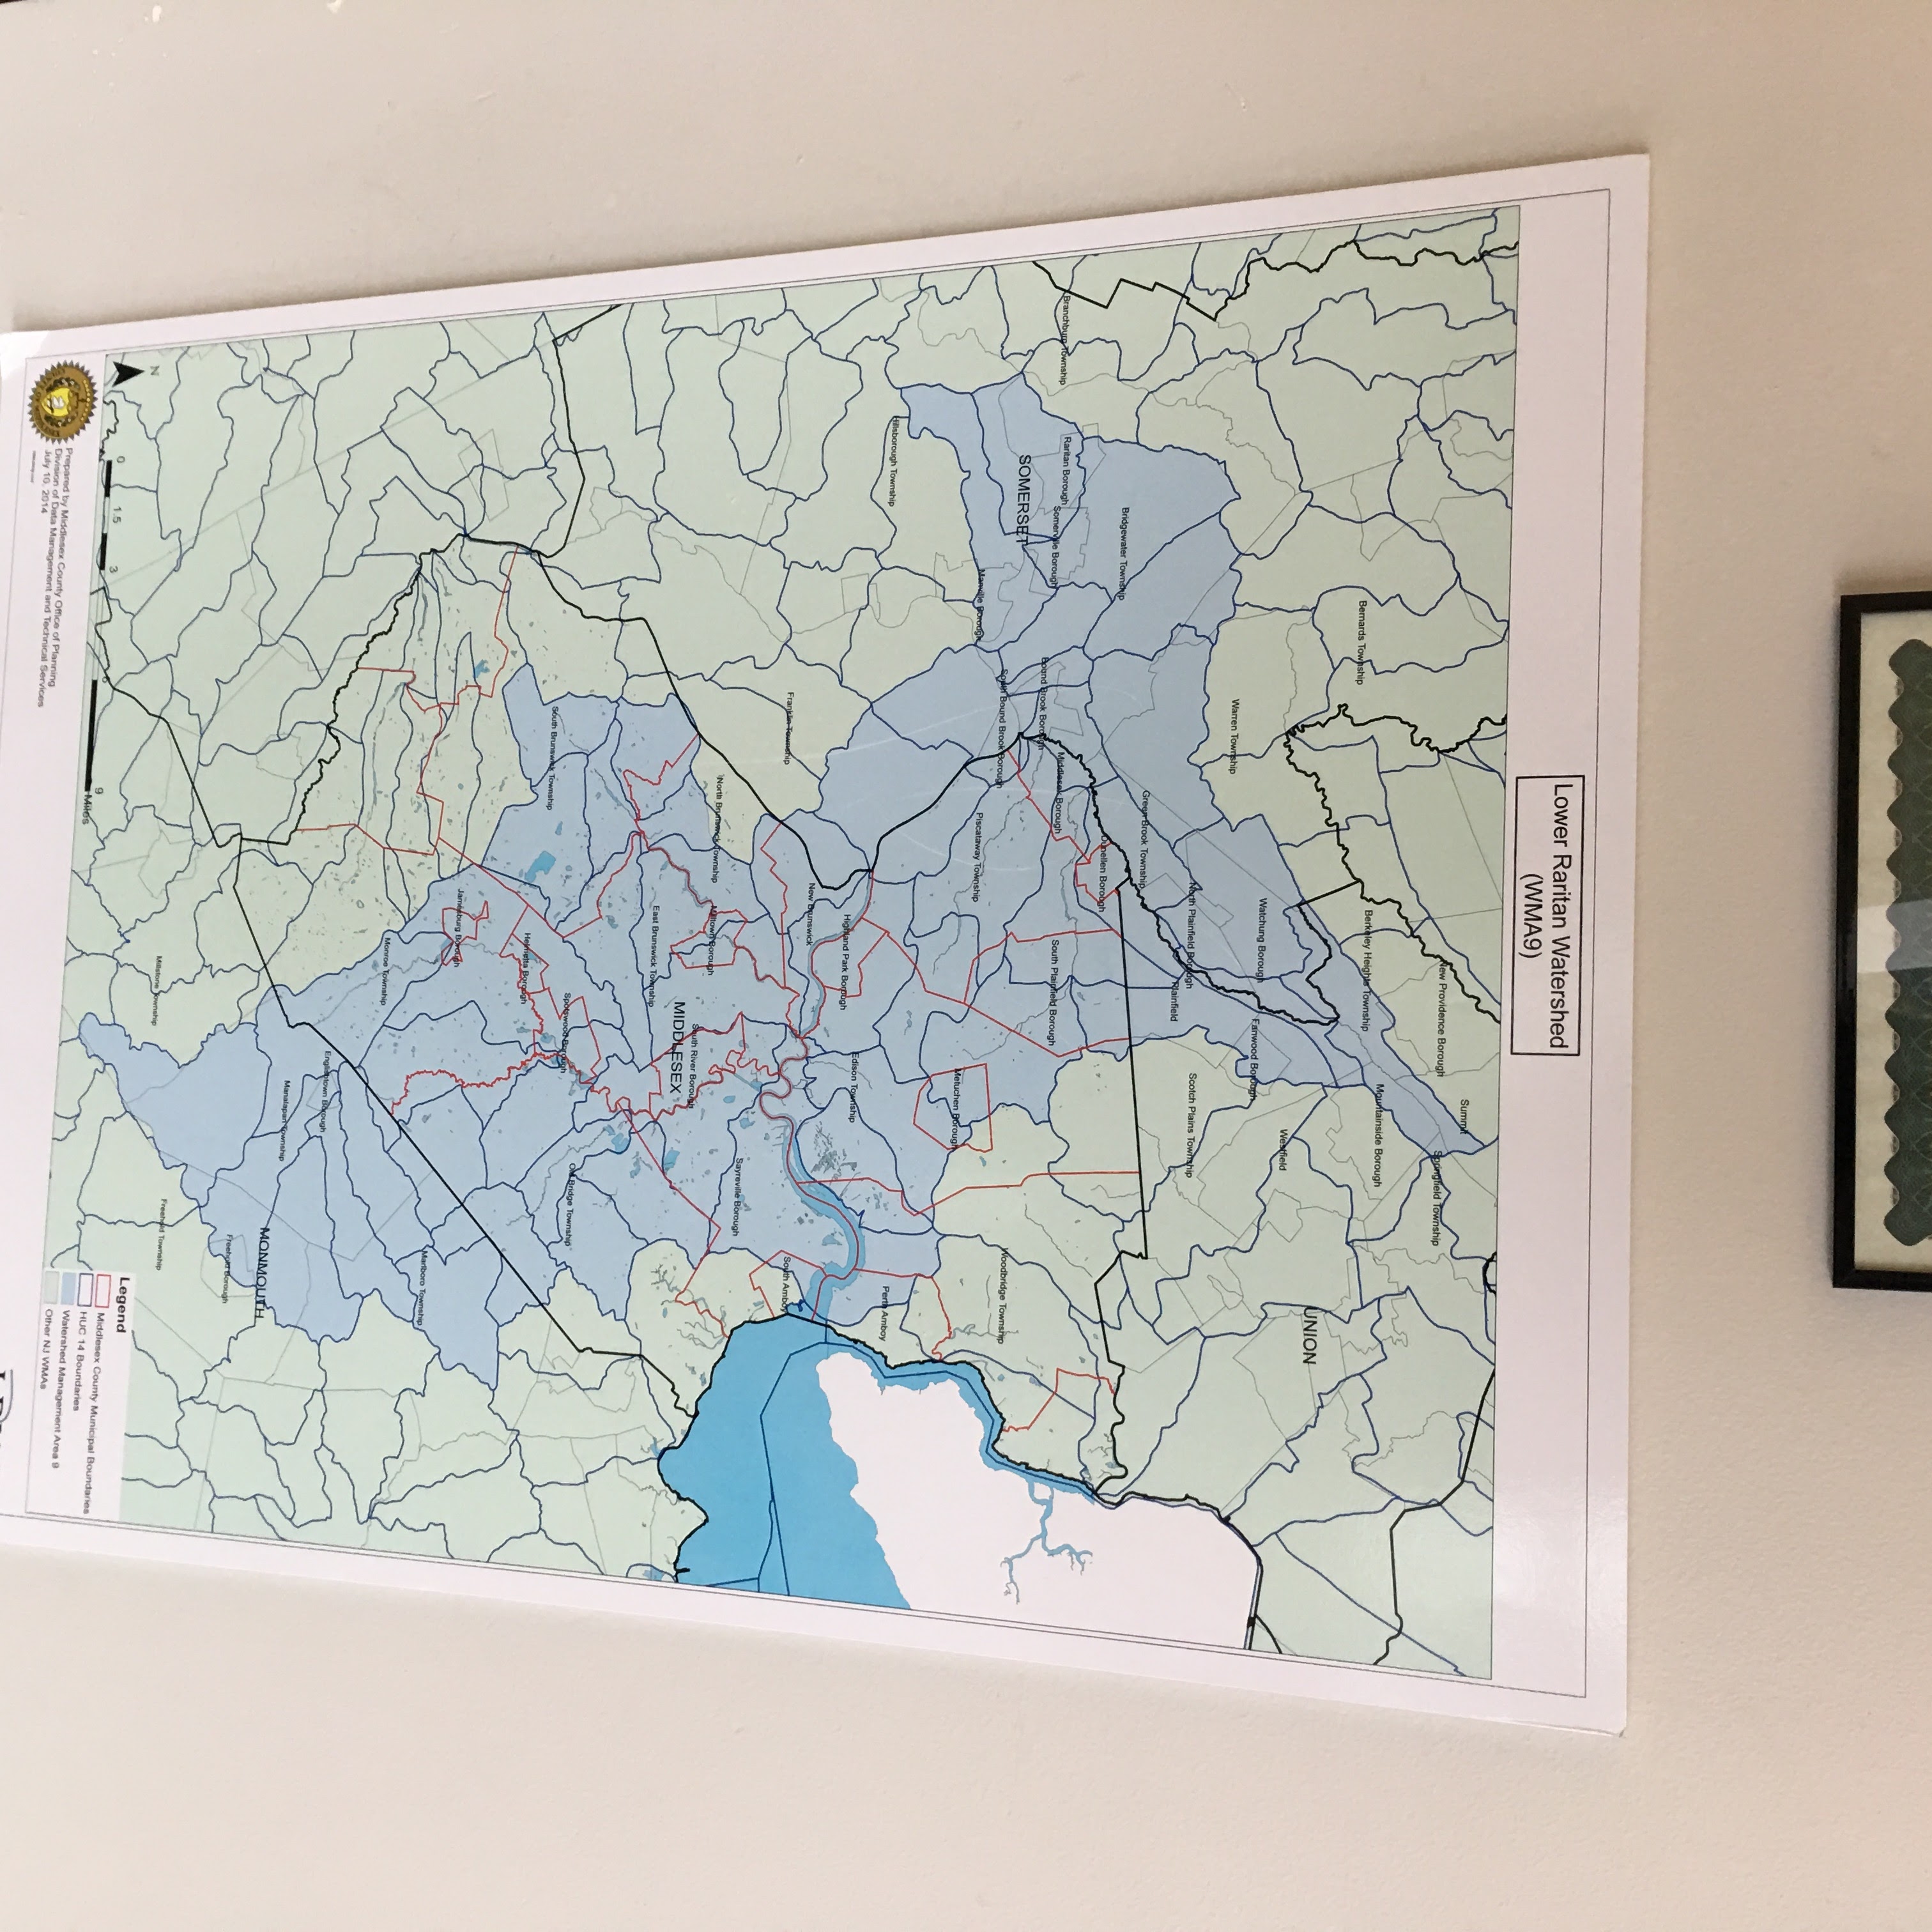 Lower Raritan Watershed
(WMA9)
Summit
New Providence Borough
Springfield Township
Mountainside Borough
Berkeley Heights Township
Bernards Township
UNION
Westfield
Watchung Borough
Fanwood Borough
Warren Township
North Plainfield Borough
Scotch Plains Township
Plainfield
Green Brook Township
Bridgewater Township
Dunellen Borough
Branchburg Township
Raritan Borough
Somerville Borough
Middlesex Borough
South Plainfield Borough
Bound Brook Borough
SOMERSET
South Bound Brook Borough
Woodbridge Township
Manville Borough
Piscataway Township
Metuchen Borough
Hillsborough Township
Perth Amboy
Highland Park Borough
Edison Township
New Brunswick
Franklin Township
South Amboy
Sayreville Borough
North Brunswick Township
Milltown Borough
South River Borough
MIDDLESEX
East Brunswick Township
Spotswood Borough
Old Bridge Township
South Brunswick Township
Helmetta Borough
Jamesburg Borough
Marlboro Township
Monroe Township
Englishtown Borough
Manalapan Township
MONMOUTH
Freehold Borough
Millstone Township
Freehold Township
N
0 1.5 3 6 9
Miles
Legend
Middlesex County Municipal Boundaries
HUC 14 Boundaries
Watershed Management Area 9
Other NJ WMAs
Prepared by Middlesex County Office of Planning
Division of Data Management and Technical Services
July 16, 2014